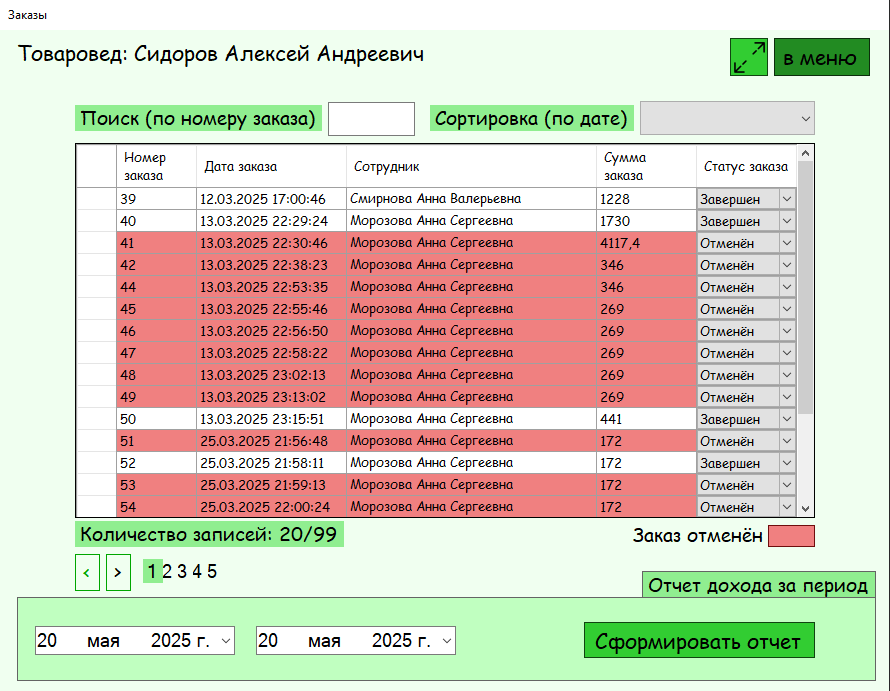 Заказы
Товаровед: Сидоров Алексей Андреевич
в меню
Поиск (по номеру заказа)
Сортировка (по дате)
Номер заказа Дата заказа Сотрудник Сумма заказа Статус заказа
39 12.03.2025 17:00:46 Смирнова Анна Валерьевна 1228 Завершен
40 13.03.2025 22:29:24 Морозова Анна Сергеевна 1730 Завершен
41 13.03.2025 22:30:46 Морозова Анна Сергеевна 4117,4 Отменён
42 13.03.2025 22:38:23 Морозова Анна Сергеевна 346 Отменён
44 13.03.2025 22:53:35 Морозова Анна Сергеевна 346 Отменён
45 13.03.2025 22:55:46 Морозова Анна Сергеевна 269 Отменён
46 13.03.2025 22:56:50 Морозова Анна Сергеевна 269 Отменён
47 13.03.2025 22:58:22 Морозова Анна Сергеевна 269 Отменён
48 13.03.2025 23:02:13 Морозова Анна Сергеевна 269 Отменён
49 13.03.2025 23:13:02 Морозова Анна Сергеевна 269 Отменён
50 13.03.2025 23:15:51 Морозова Анна Сергеевна 441 Завершен
51 25.03.2025 21:56:48 Морозова Анна Сергеевна 172 Отменён
52 25.03.2025 21:58:11 Морозова Анна Сергеевна 172 Завершен
53 25.03.2025 21:59:13 Морозова Анна Сергеевна 172 Отменён
54 25.03.2025 22:00:24 Морозова Анна Сергеевна 172 Отменён
Количество записей: 20/99
Заказ отменён
< > 1 2 3 4 5
Отчет дохода за период
20 мая 2025 г.
20 мая 2025 г.
Сформировать отчет